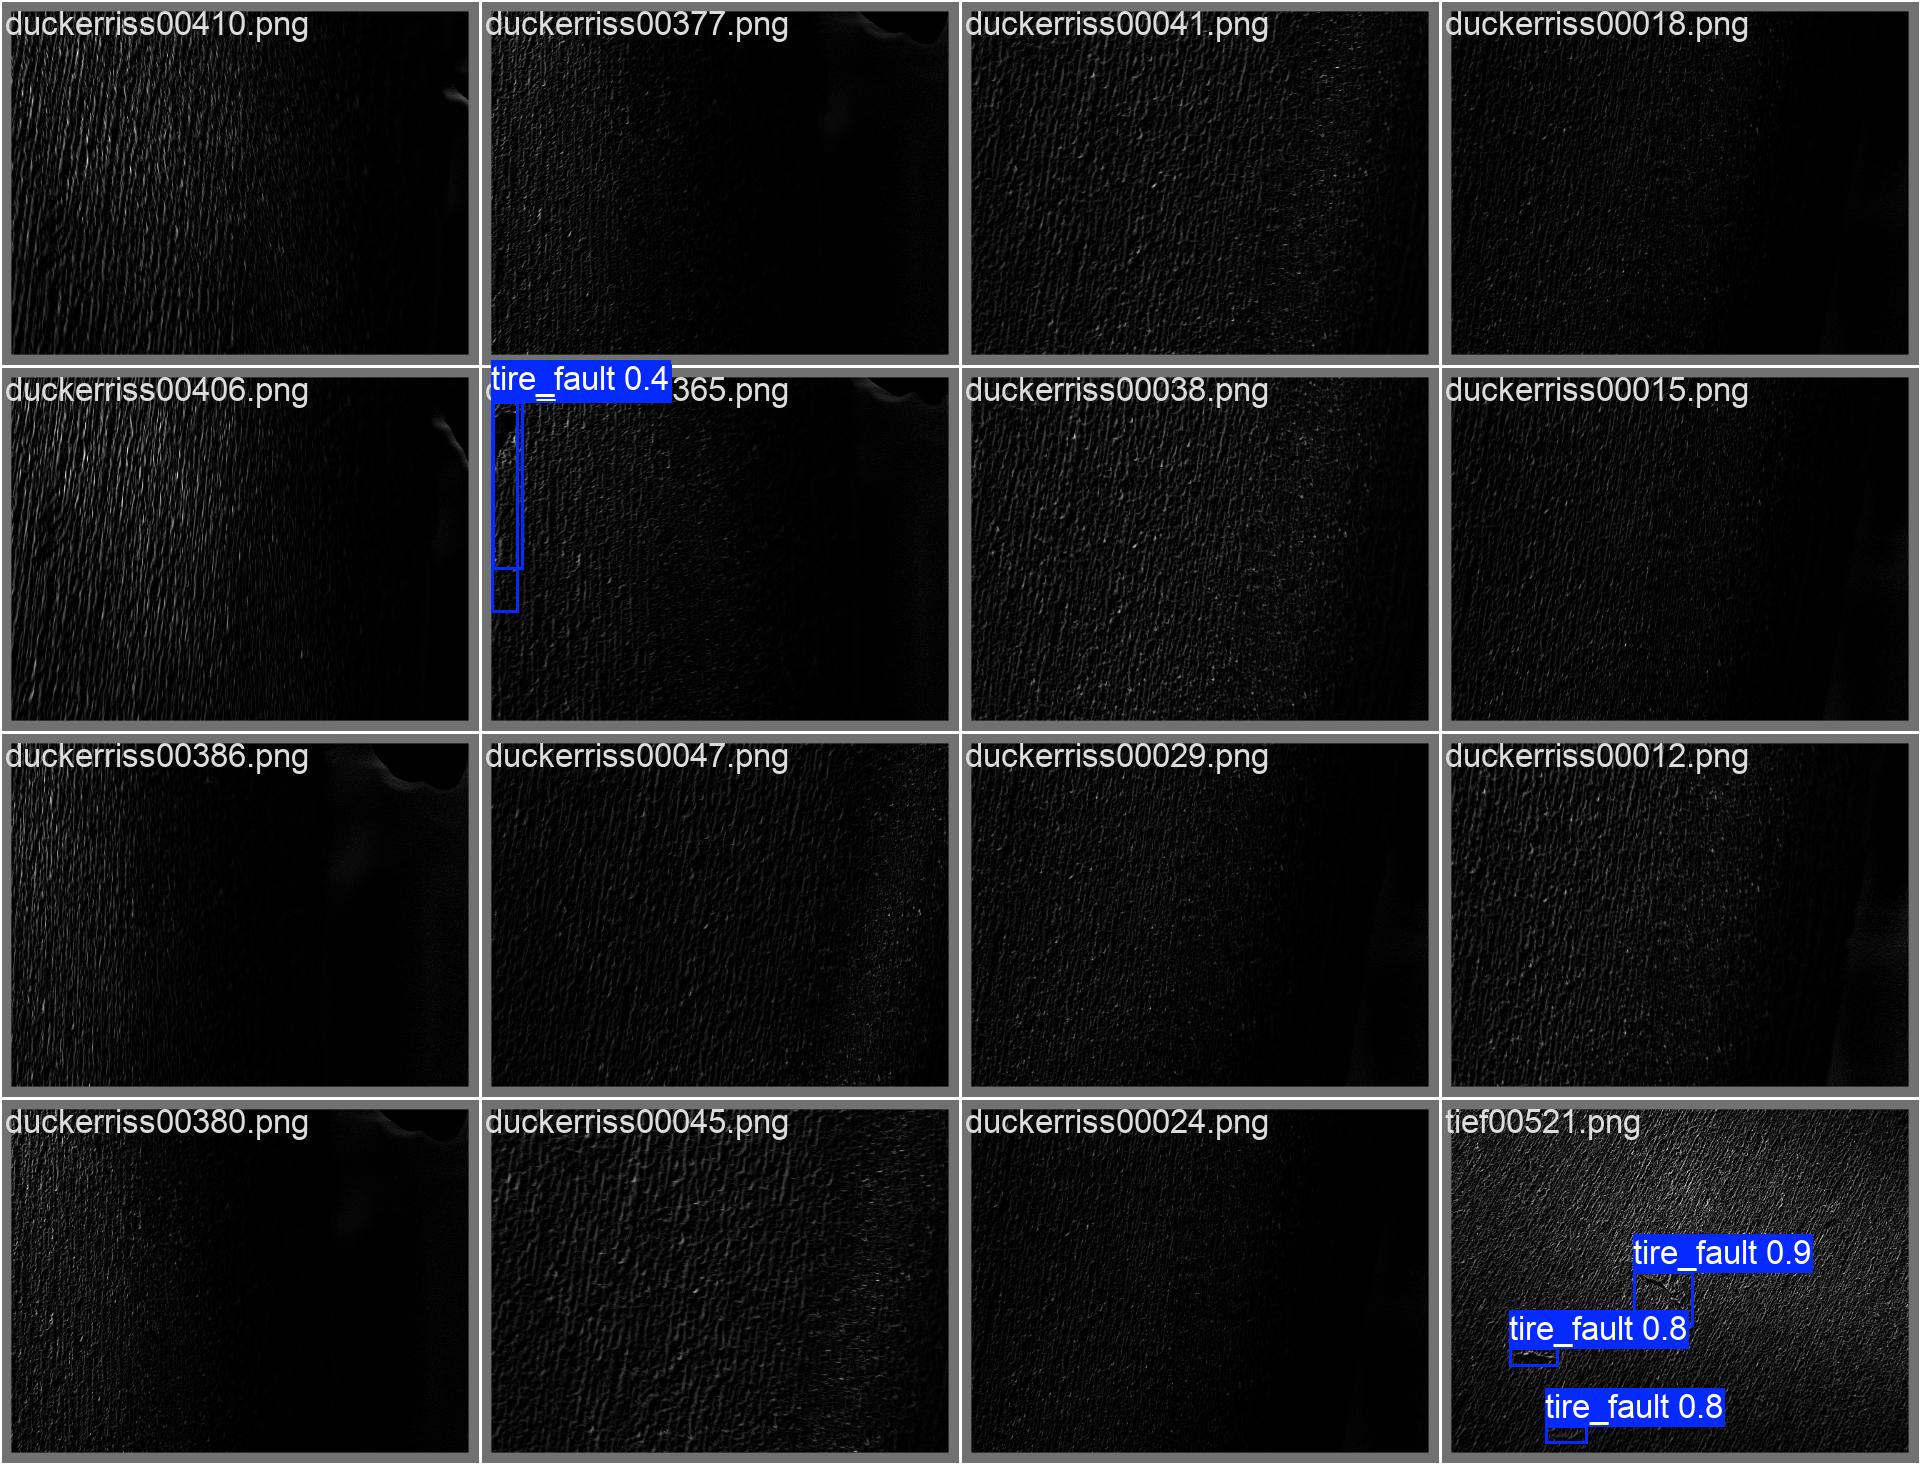 duckerriss00410.png
duckerriss00377.png
duckerriss00041.png
duckerriss00018.png
duckerriss00406.png
tire_fault 0.4
365.png
duckerriss00038.png
duckerriss00015.png
duckerriss00386.png
duckerriss00047.png
duckerriss00029.png
duckerriss00012.png
duckerriss00380.png
duckerriss00045.png
duckerriss00024.png
tief00521.png
tire_fault 0.9
tire_fault 0.8
tire_fault 0.8